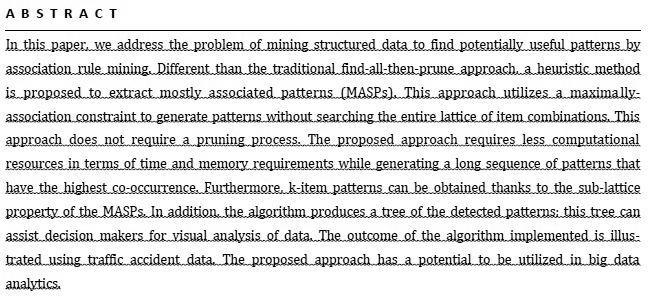 ABSTRACT
In this paper, we address the problem of mining structured data to find potentially useful patterns by
association rule mining. Different than the traditional find-all-then-prune approach, a heuristic method
is proposed to extract mostly associated patterns (MASPs). This approach utilizes a maximally-
association constraint to generate patterns without searching the entire lattice of item combinations. This
approach does not require a pruning process. The proposed approach requires less computational
resources in terms of time and memory requirements while generating a long sequence of patterns that
have the highest co-occurrence. Furthermore, k-item patterns can be obtained thanks to the sub-lattice
property of the MASPs. In addition, the algorithm produces a tree of the detected patterns; this tree can
assist decision makers for visual analysis of data. The outcome of the algorithm implemented is illus-
trated using traffic accident data. The proposed approach has a potential to be utilized in big data
analytics.